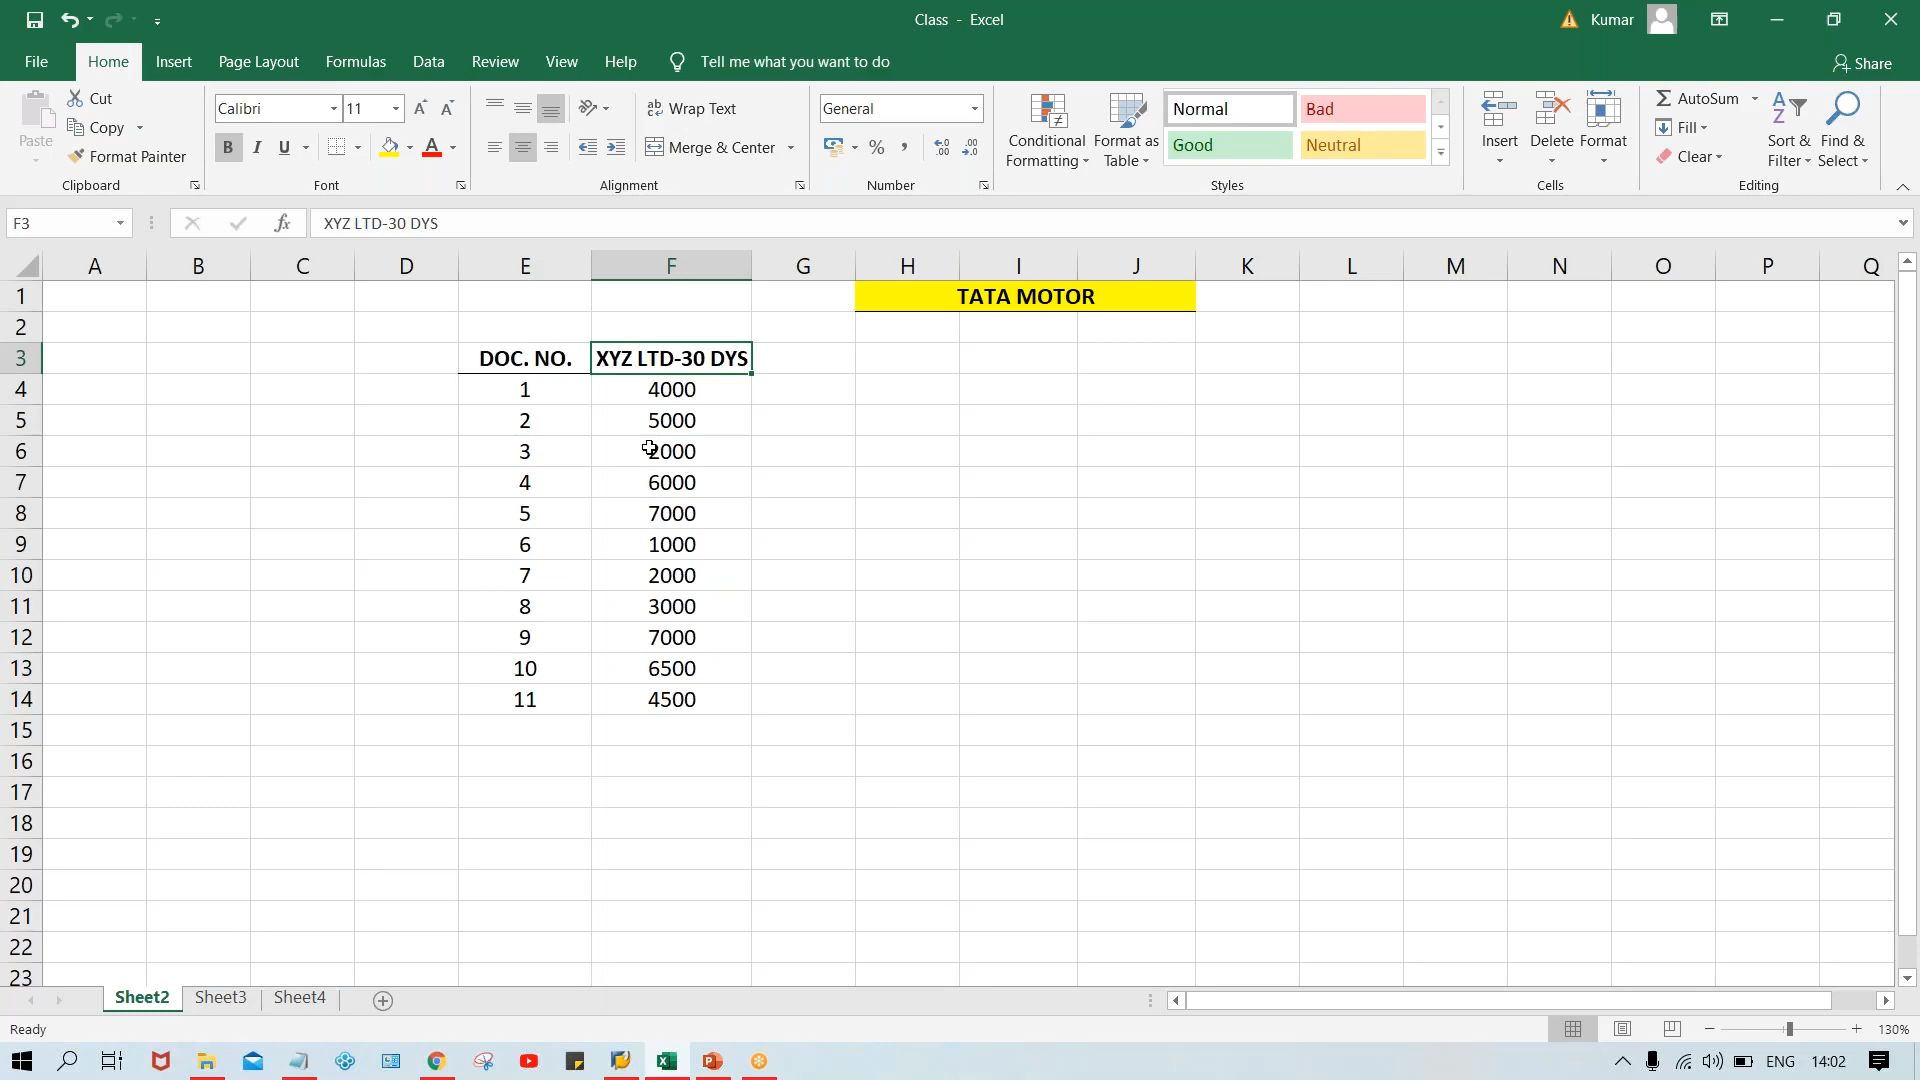 Class - Excel
Kumar
File Home Insert Page Layout Formulas Data Review View Help Tell me what you want to do Share
Paste
Cut
Copy
Format Painter
Clipboard
Calibri 11
B I U A
Font
Wrap Text
Merge & Center
Alignment
General
%
Number
Conditional Formatting
Format as Table
Normal Bad
Good Neutral
Styles
Insert Delete Format
Cells
AutoSum
Fill
Clear
Sort & Filter
Find & Select
Editing
F3 fx XYZ LTD-30 DYS
A B C D E F G H I J K L M N O P Q
1 TATA MOTOR
2
3 DOC. NO. XYZ LTD-30 DYS
4 1 4000
5 2 5000
6 3 2000
7 4 6000
8 5 7000
9 6 1000
10 7 2000
11 8 3000
12 9 7000
13 10 6500
14 11 4500
15
16
17
18
19
20
21
22
23
Sheet2 Sheet3 Sheet4
Ready 130%
ENG 14:02